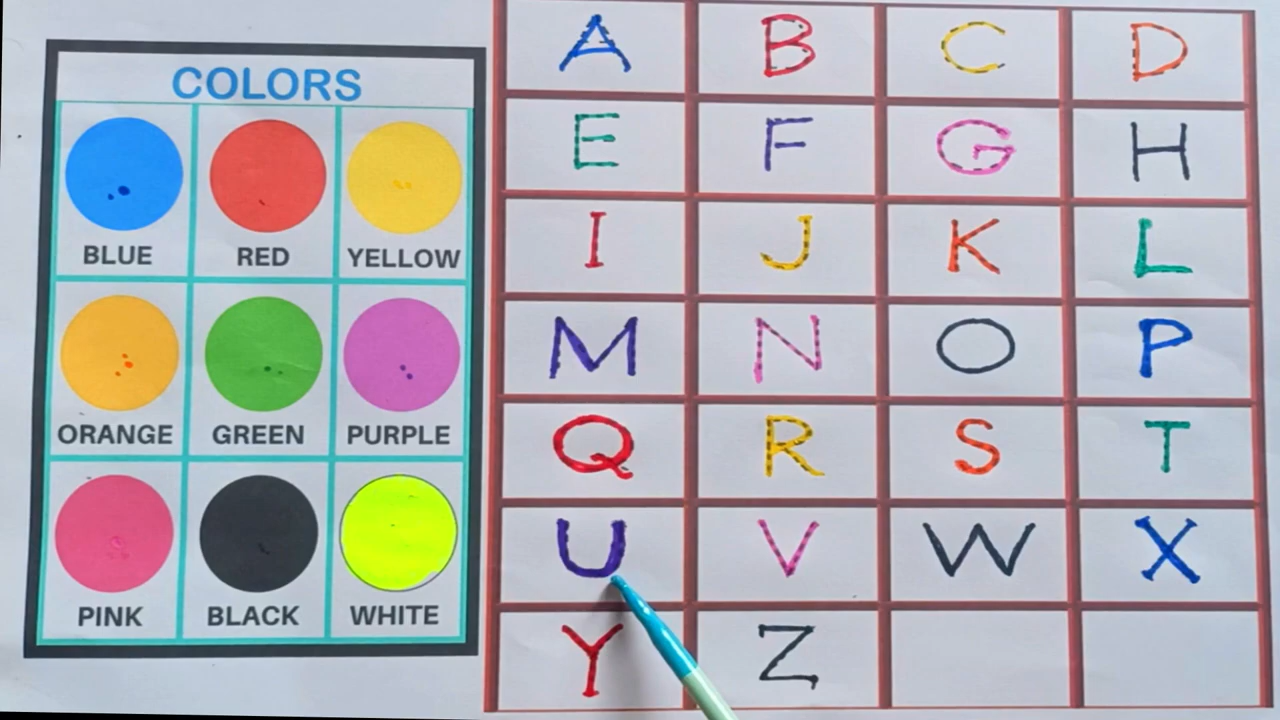 COLORS
BLUE RED YELLOW
ORANGE GREEN PURPLE
PINK BLACK WHITE
A B C D
E F G H
I J K L
M N O P
Q R S T
U V W X
Y Z